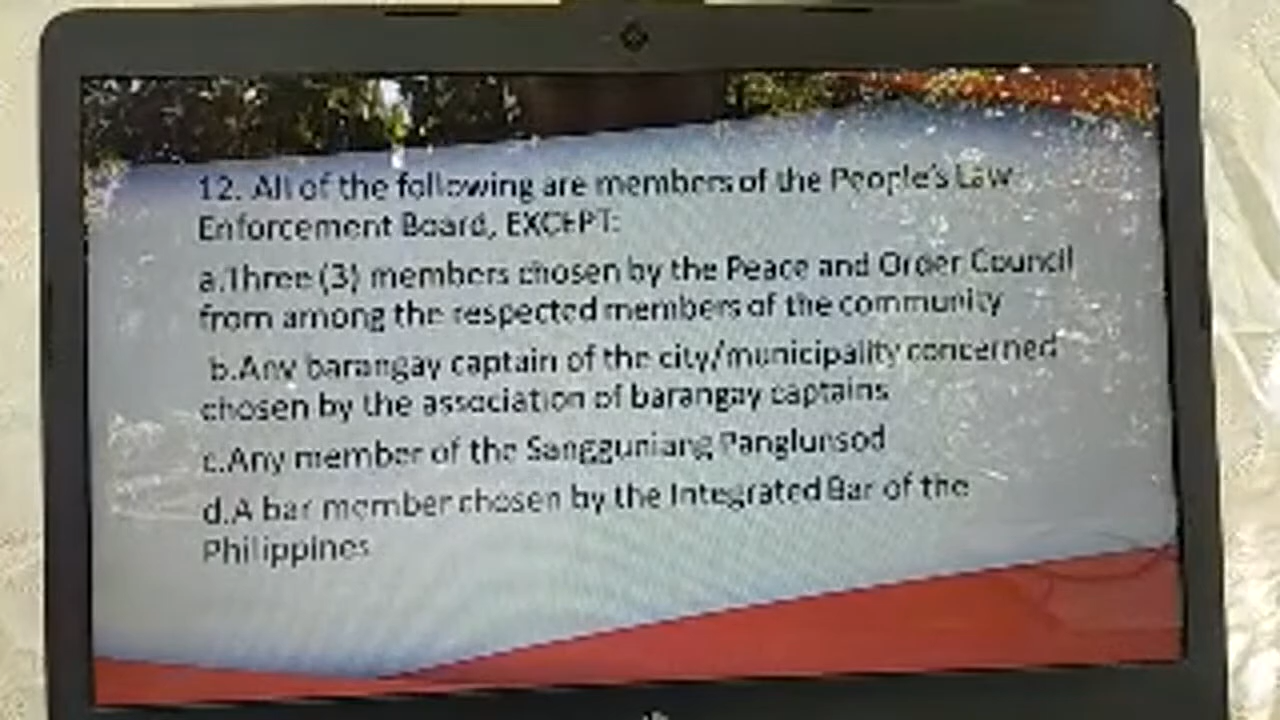 12. All of the following are members of the People's Law
Enforcement Board, EXCEPT:
a.Three (3) members chosen by the Peace and Order Council
from among the respected members of the community
b.Any barangay captain of the city/municipality concerned
chosen by the association of barangay captains
c.Any member of the Sangguniang Panglunsod
d.A bar member chosen by the Integrated Bar of the
Philippines